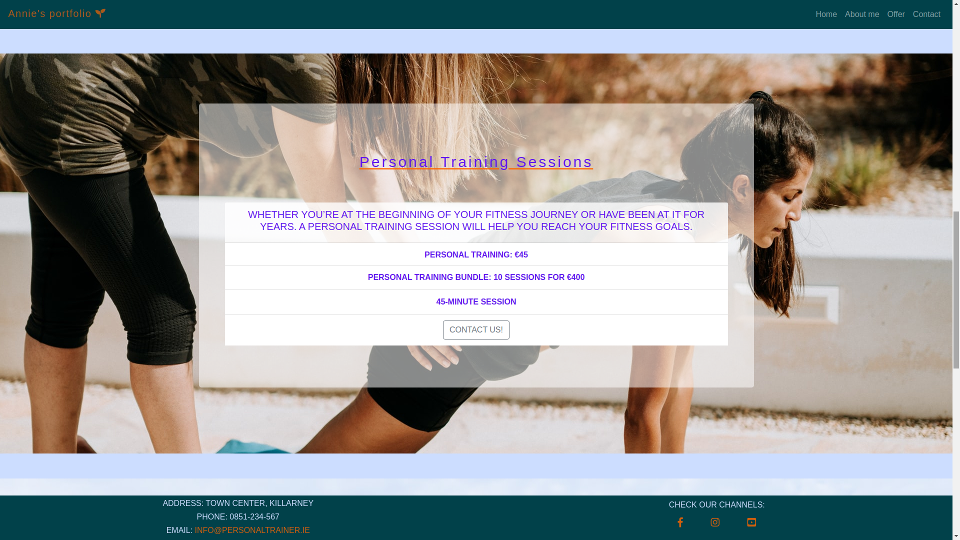 Annie's portfolio
Home About me Offer Contact
Personal Training Sessions
WHETHER YOU'RE AT THE BEGINNING OF YOUR FITNESS JOURNEY OR HAVE BEEN AT IT FOR
YEARS. A PERSONAL TRAINING SESSION WILL HELP YOU REACH YOUR FITNESS GOALS.
PERSONAL TRAINING: €45
PERSONAL TRAINING BUNDLE: 10 SESSIONS FOR €400
45-MINUTE SESSION
CONTACT US!
ADDRESS: TOWN CENTER, KILLARNEY
PHONE: 0851-234-567
EMAIL: INFO@PERSONALTRAINER.IE
CHECK OUR CHANNELS: